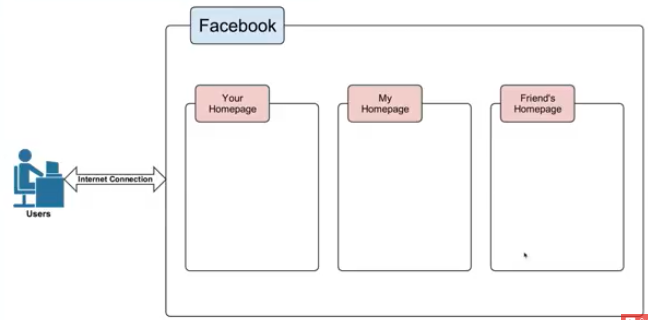 Facebook
Your
Homepage
My
Homepage
Friend's
Homepage
Internet Connection
Users